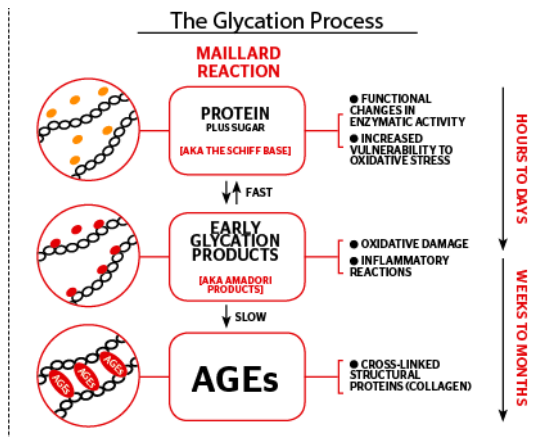 The Glycation Process
MAILLARD
REACTION
PROTEIN
PLUS SUGAR
[AKA THE SCHIFF BASE]
● FUNCTIONAL
CHANGES IN
ENZYMATIC ACTIVITY
● INCREASED
VULNERABILITY TO
OXIDATIVE STRESS
HOURS TO DAYS
FAST
EARLY
GLYCATION
PRODUCTS
[AKA AMADORI
PRODUCTS]
● OXIDATIVE DAMAGE
● INFLAMMATORY
REACTIONS
WEEKS TO MONTHS
SLOW
AGEs
AGEs
AGEs
AGEs
● CROSS-LINKED
STRUCTURAL
PROTEINS (COLLAGEN)